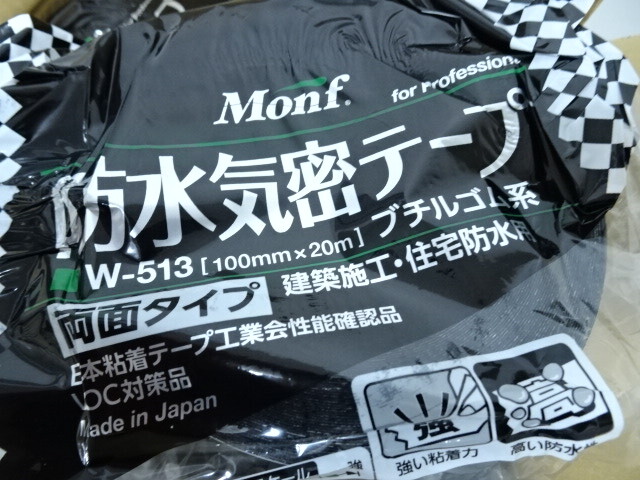 Monf.
for Professional
防水気密テープ
W-513 [100mm×20m] ブチルゴム系
両面タイプ 建築施工・住宅防水用
日本粘着テープ工業会性能確認品
VOC対策品
Made in Japan
強 高
強い粘着力 高い防水性
強